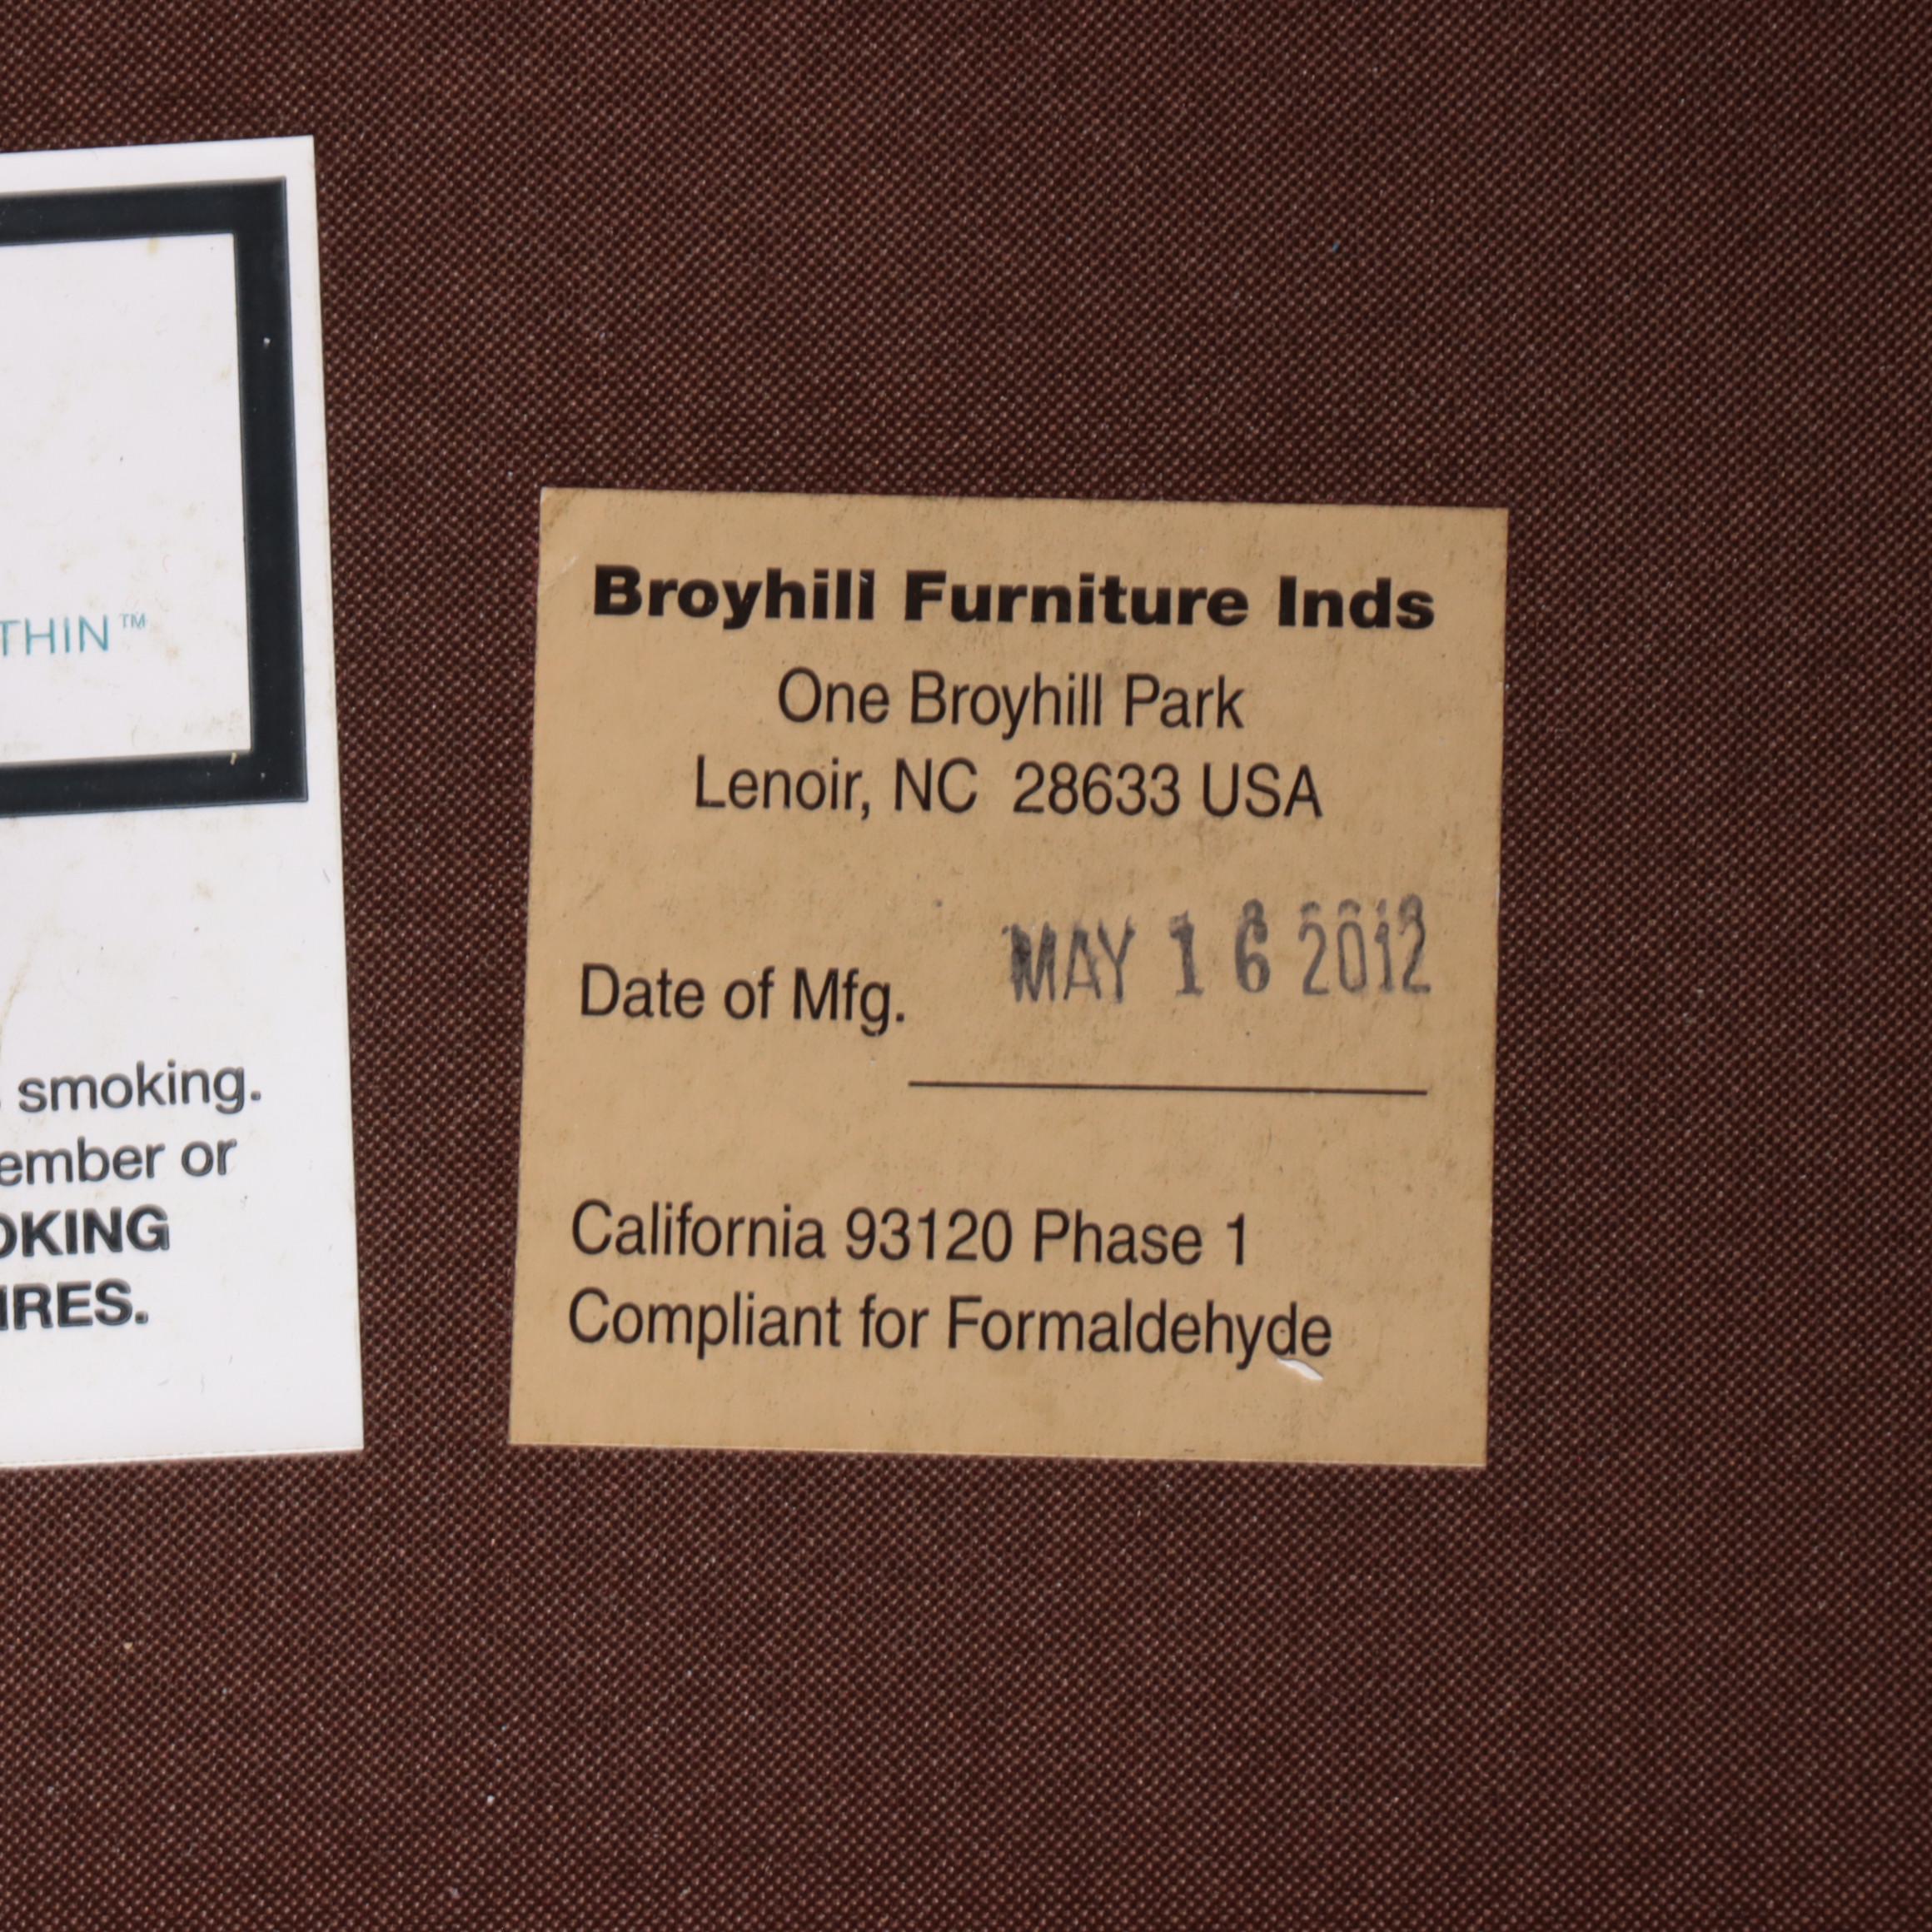 THIN™
smoking.
ember or
OKING
IRES.
Broyhill Furniture Inds
One Broyhill Park
Lenoir, NC 28633 USA
Date of Mfg. MAY 16 2012
California 93120 Phase 1
Compliant for Formaldehyde